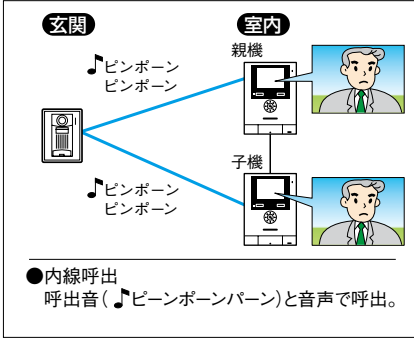 玄関 室内
親機
♪ピンポーン
ピンポーン
子機
♪ピンポーン
ピンポーン
●内線呼出
呼出音(♪ピーンポーンパーン)と音声で呼出。